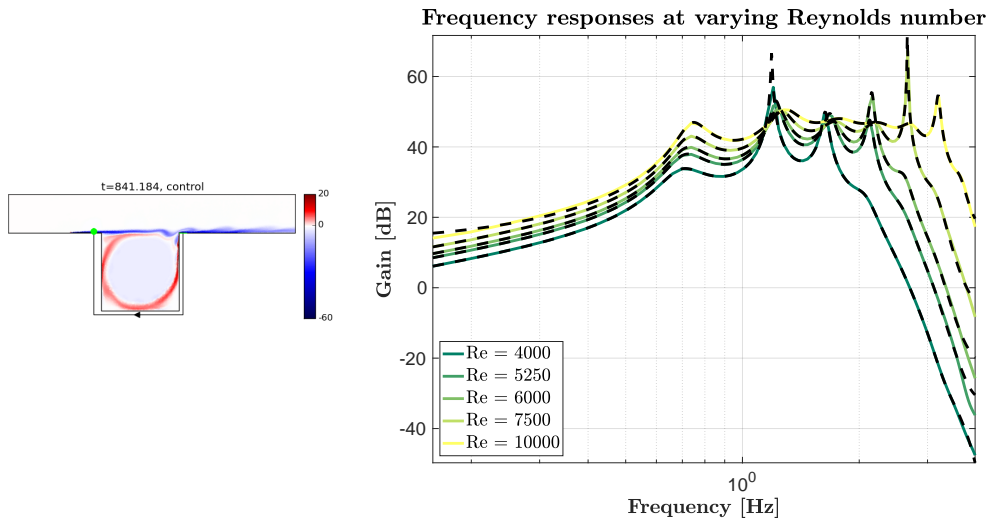 t=841.184, control
20
0
-60
Frequency responses at varying Reynolds number
Gain [dB]
60
40
20
0
-20
-40
Re = 4000
Re = 5250
Re = 6000
Re = 7500
Re = 10000
10^0
Frequency [Hz]